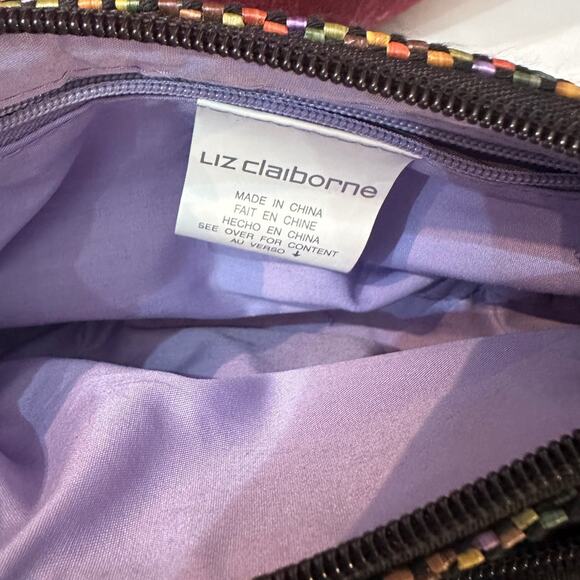 Liz claiborne
MADE IN CHINA
FAIT EN CHINE
HECHO EN CHINA
SEE OVER FOR CONTENT
AU VERSO ↓